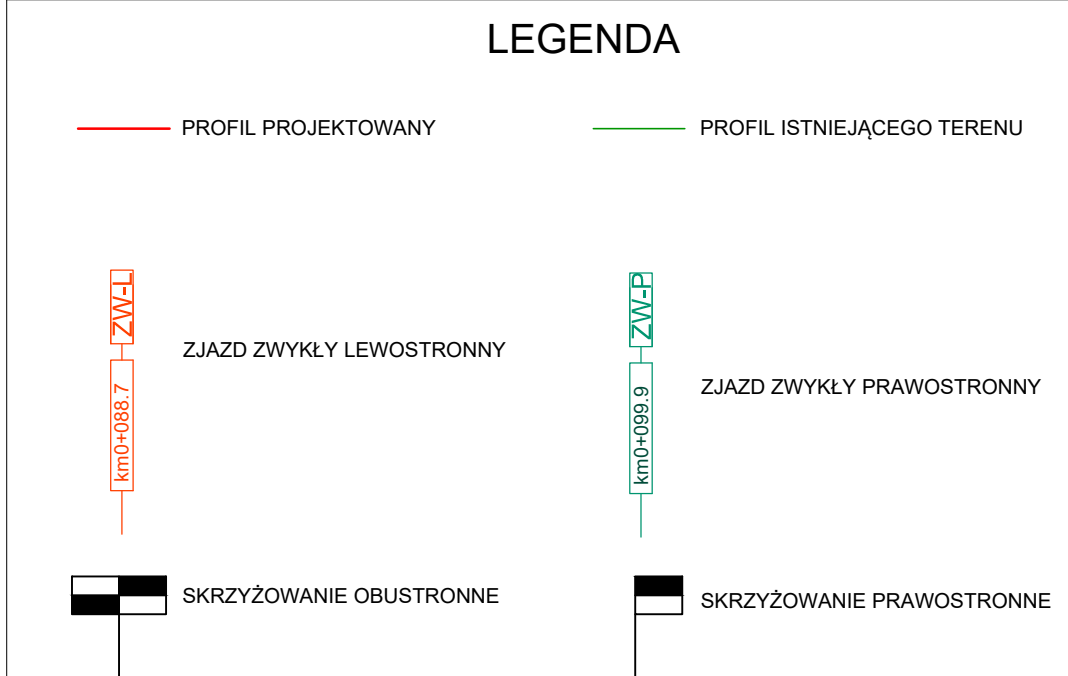 LEGENDA
PROFIL PROJEKTOWANY
PROFIL ISTNIEJĄCEGO TERENU
ZW-L
km0+088.7
ZJAZD ZWYKŁY LEWOSTRONNY
ZW-P
km0+099.9
ZJAZD ZWYKŁY PRAWOSTRONNY
SKRZYŻOWANIE OBUSTRONNE
SKRZYŻOWANIE PRAWOSTRONNE